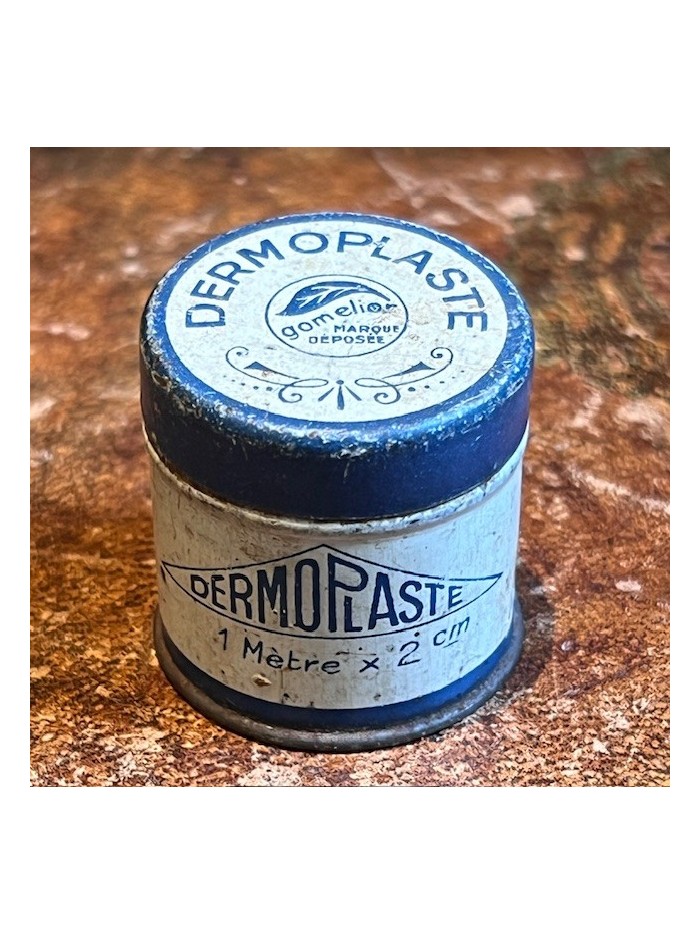 DERMOPLASTE
gomelior
MARQUE
DÉPOSÉE
DERMOPLASTE
1 Mètre x 2 cm